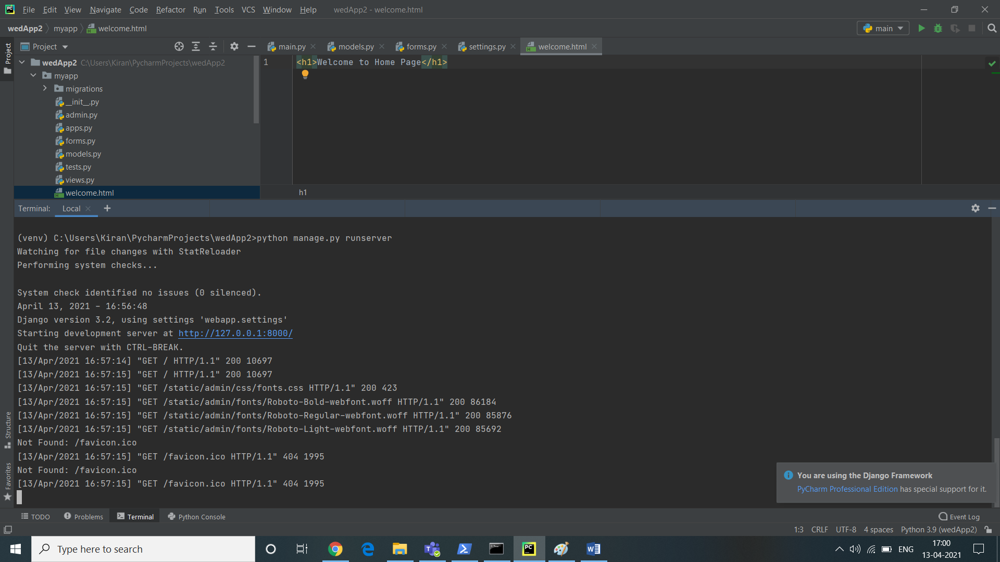 PC File Edit View Navigate Code Refactor Run Tools VCS Window Help wedApp2 - welcome.html
wedApp2 myapp welcome.html main
Project
Project main.py models.py forms.py settings.py welcome.html
wedApp2 C:\Users\Kiran\PycharmProjects\wedApp2
myapp
migrations
__init__.py
admin.py
apps.py
forms.py
models.py
tests.py
views.py
welcome.html
1 <h1>Welcome to Home Page</h1>
h1
Terminal: Local
(venv) C:\Users\Kiran\PycharmProjects\wedApp2>python manage.py runserver
Watching for file changes with StatReloader
Performing system checks...
System check identified no issues (0 silenced).
April 13, 2021 - 16:56:48
Django version 3.2, using settings 'webapp.settings'
Starting development server at http://127.0.0.1:8000/
Quit the server with CTRL-BREAK.
[13/Apr/2021 16:57:14] "GET / HTTP/1.1" 200 10697
[13/Apr/2021 16:57:15] "GET / HTTP/1.1" 200 10697
[13/Apr/2021 16:57:15] "GET /static/admin/css/fonts.css HTTP/1.1" 200 423
[13/Apr/2021 16:57:15] "GET /static/admin/fonts/Roboto-Bold-webfont.woff HTTP/1.1" 200 86184
[13/Apr/2021 16:57:15] "GET /static/admin/fonts/Roboto-Regular-webfont.woff HTTP/1.1" 200 85876
[13/Apr/2021 16:57:15] "GET /static/admin/fonts/Roboto-Light-webfont.woff HTTP/1.1" 200 85692
Not Found: /favicon.ico
[13/Apr/2021 16:57:15] "GET /favicon.ico HTTP/1.1" 404 1995
Not Found: /favicon.ico
[13/Apr/2021 16:57:15] "GET /favicon.ico HTTP/1.1" 404 1995
Structure
Favorites
You are using the Django Framework
PyCharm Professional Edition has special support for it.
TODO Problems Terminal Python Console Event Log
1:3 CRLF UTF-8 4 spaces Python 3.9 (wedApp2)
Type here to search
PC
ENG
17:00
13-04-2021